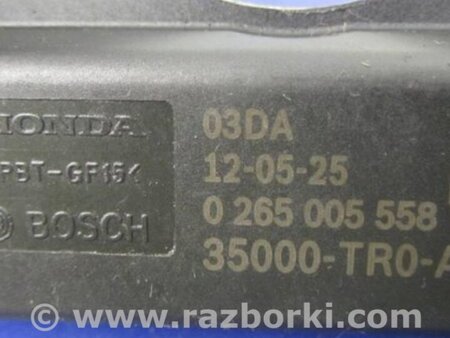 HONDA
PBT-GF15<
BOSCH
03DA
12-05-25
0 265 005 558
35000-TR0-A
www.razborki.com